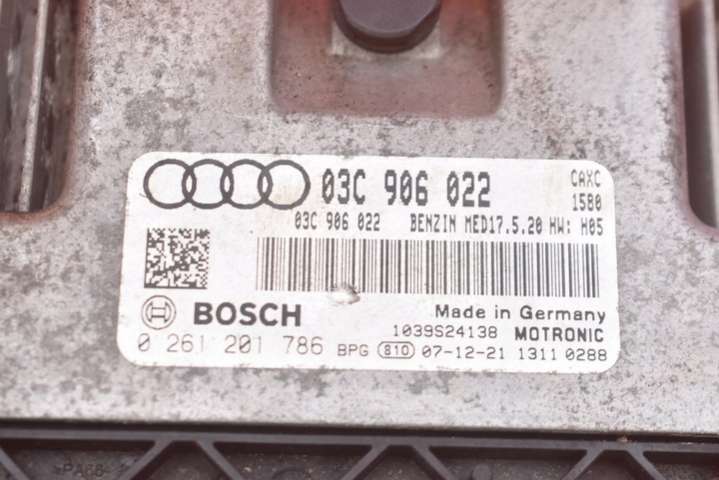 03C 906 022 CAXC
1580
03C 906 022 BENZIN MED17.5.20 HW: H05
BOSCH
Made in Germany
1039S24138 MOTRONIC
0 261 201 786 BPG 810 07-12-21 1311 0288